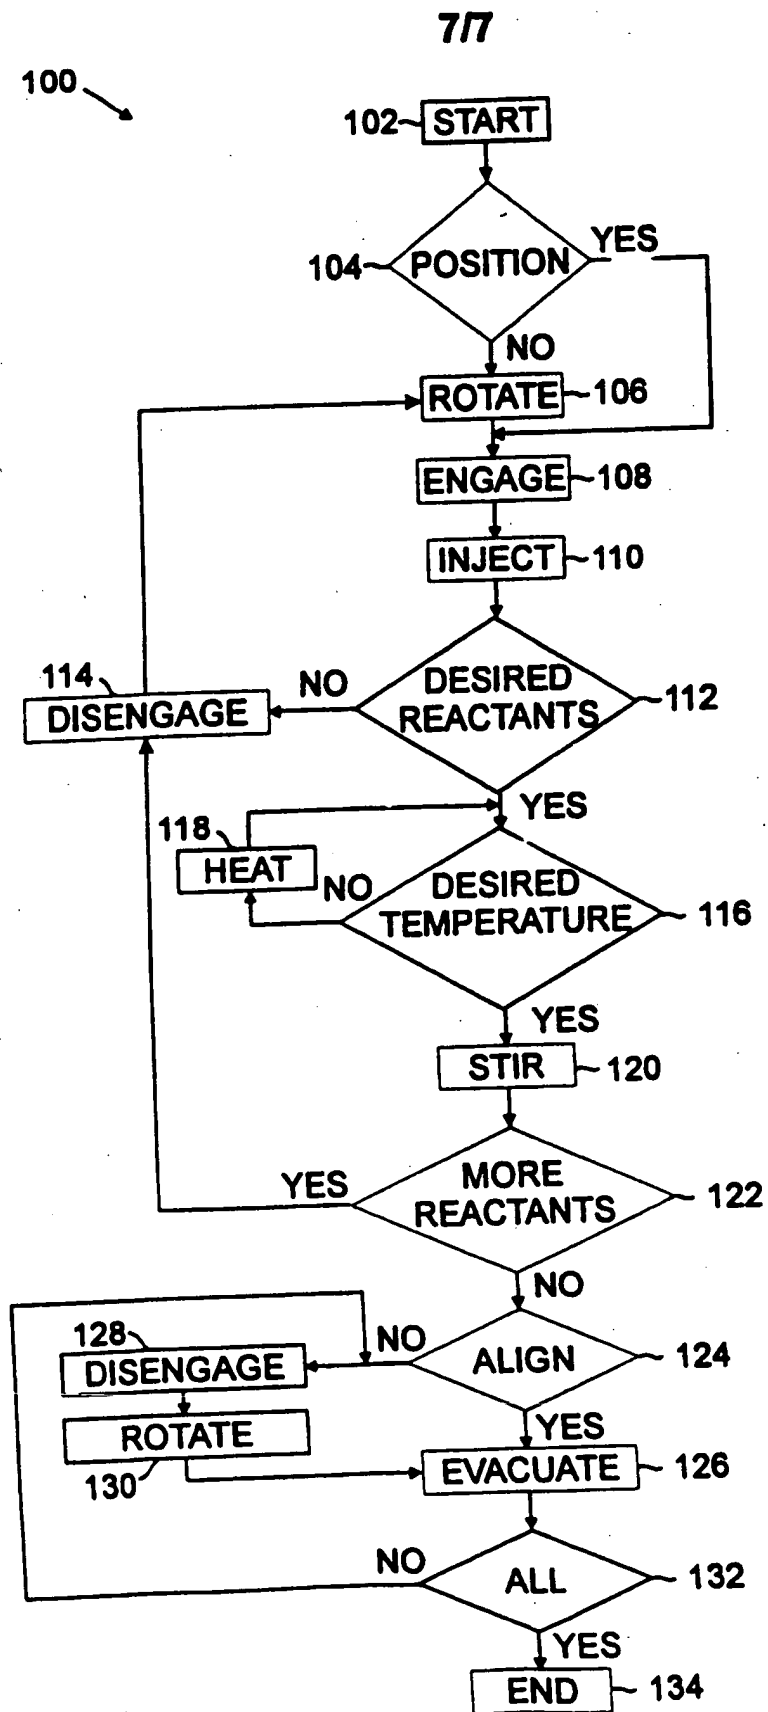 7/7
100
102 START
104 POSITION YES
NO
ROTATE 106
ENGAGE 108
INJECT 110
114
DISENGAGE
NO
DESIRED
REACTANTS
112
YES
118
HEAT
NO
DESIRED
TEMPERATURE
116
YES
STIR 120
YES
MORE
REACTANTS
122
NO
128
DISENGAGE
NO
ALIGN
124
ROTATE
130
YES
EVACUATE 126
NO
ALL
132
YES
END 134